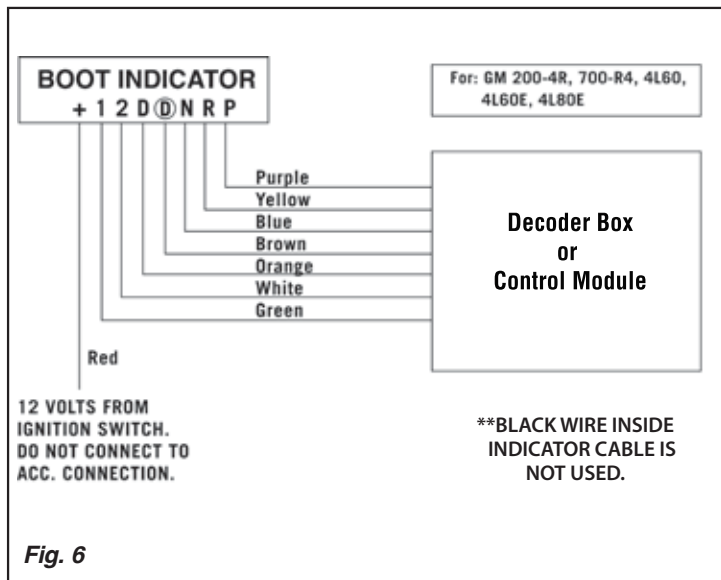 BOOT INDICATOR
+ 1 2 D Ⓓ N R P
For: GM 200-4R, 700-R4, 4L60,
4L60E, 4L80E
Purple
Yellow
Blue
Brown
Orange
White
Green
Decoder Box
or
Control Module
Red
12 VOLTS FROM
IGNITION SWITCH.
DO NOT CONNECT TO
ACC. CONNECTION.
**BLACK WIRE INSIDE
INDICATOR CABLE IS
NOT USED.
Fig. 6